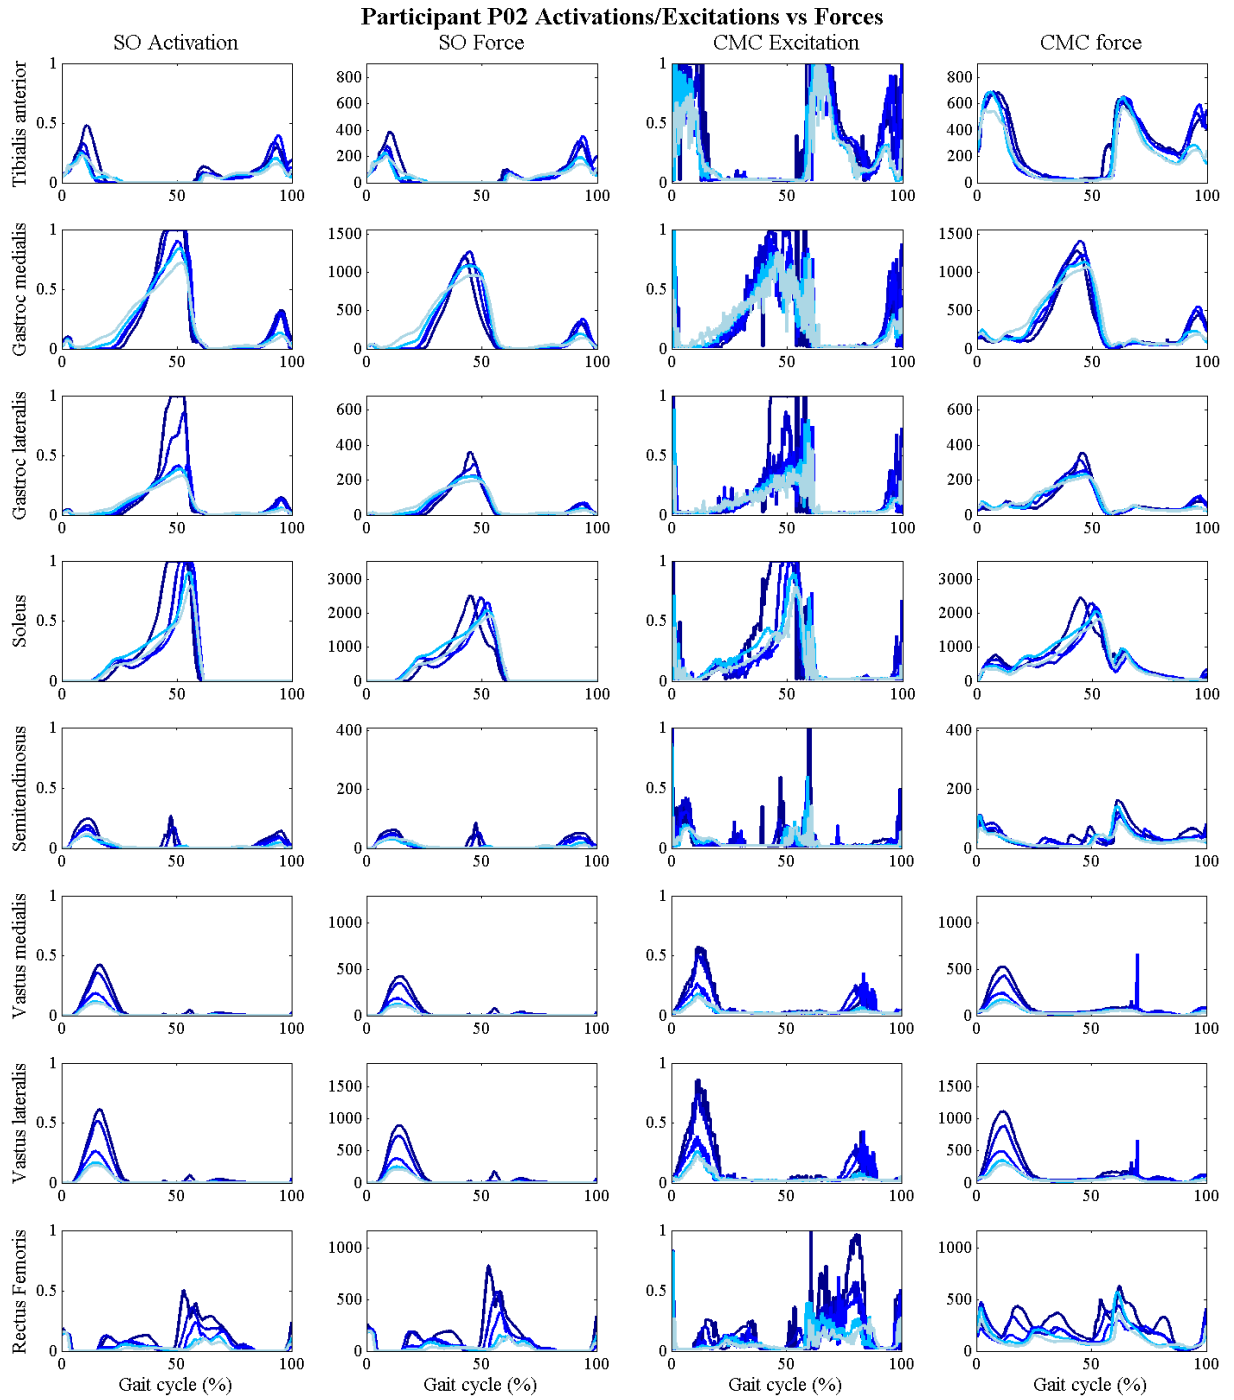 Participant P02 Activations/Excitations vs Forces
SO Activation SO Force CMC Excitation CMC force
Tibialis anterior
1 0.5 0 0 50 100
800 600 400 200 0 0 50 100
1 0.5 0 0 50 100
800 600 400 200 0 0 50 100
Gastroc medialis
1 0.5 0 0 50 100
1500 1000 500 0 0 50 100
1 0.5 0 0 50 100
1500 1000 500 0 0 50 100
Gastroc lateralis
1 0.5 0 0 50 100
600 400 200 0 0 50 100
1 0.5 0 0 50 100
600 400 200 0 0 50 100
Soleus
1 0.5 0 0 50 100
3000 2000 1000 0 0 50 100
1 0.5 0 0 50 100
3000 2000 1000 0 0 50 100
Semitendinosus
1 0.5 0 0 50 100
400 200 0 0 50 100
1 0.5 0 0 50 100
400 200 0 0 50 100
Vastus medialis
1 0.5 0 0 50 100
1000 500 0 0 50 100
1 0.5 0 0 50 100
1000 500 0 0 50 100
Vastus lateralis
1 0.5 0 0 50 100
1500 1000 500 0 0 50 100
1 0.5 0 0 50 100
1500 1000 500 0 0 50 100
Rectus Femoris
1 0.5 0 0 50 100
1000 500 0 0 50 100
1 0.5 0 0 50 100
1000 500 0 0 50 100
Gait cycle (%) Gait cycle (%) Gait cycle (%) Gait cycle (%)